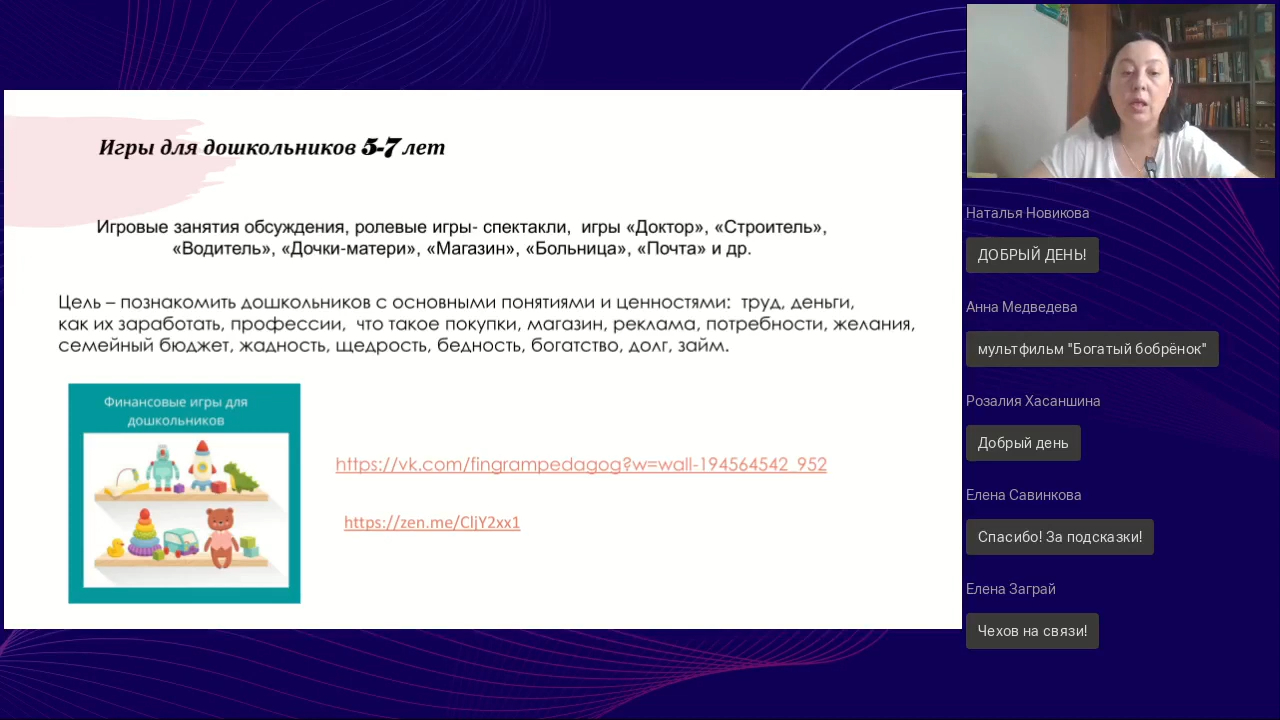 Игры для дошкольников 5-7 лет
Игровые занятия обсуждения, ролевые игры- спектакли, игры «Доктор», «Строитель»,
«Водитель», «Дочки-матери», «Магазин», «Больница», «Почта» и др.
Цель – познакомить дошкольников с основными понятиями и ценностями: труд, деньги,
как их заработать, профессии, что такое покупки, магазин, реклама, потребности, желания,
семейный бюджет, жадность, щедрость, бедность, богатство, долг, займ.
Финансовые игры для
дошкольников
https://vk.com/fingrampedagog?w=wall-194564542_952
https://zen.me/CljY2xx1
Наталья Новикова
ДОБРЫЙ ДЕНЬ!
Анна Медведева
мультфильм "Богатый бобрёнок"
Розалия Хасаншина
Добрый день
Елена Савинкова
Спасибо! За подсказки!
Елена Заграй
Чехов на связи!